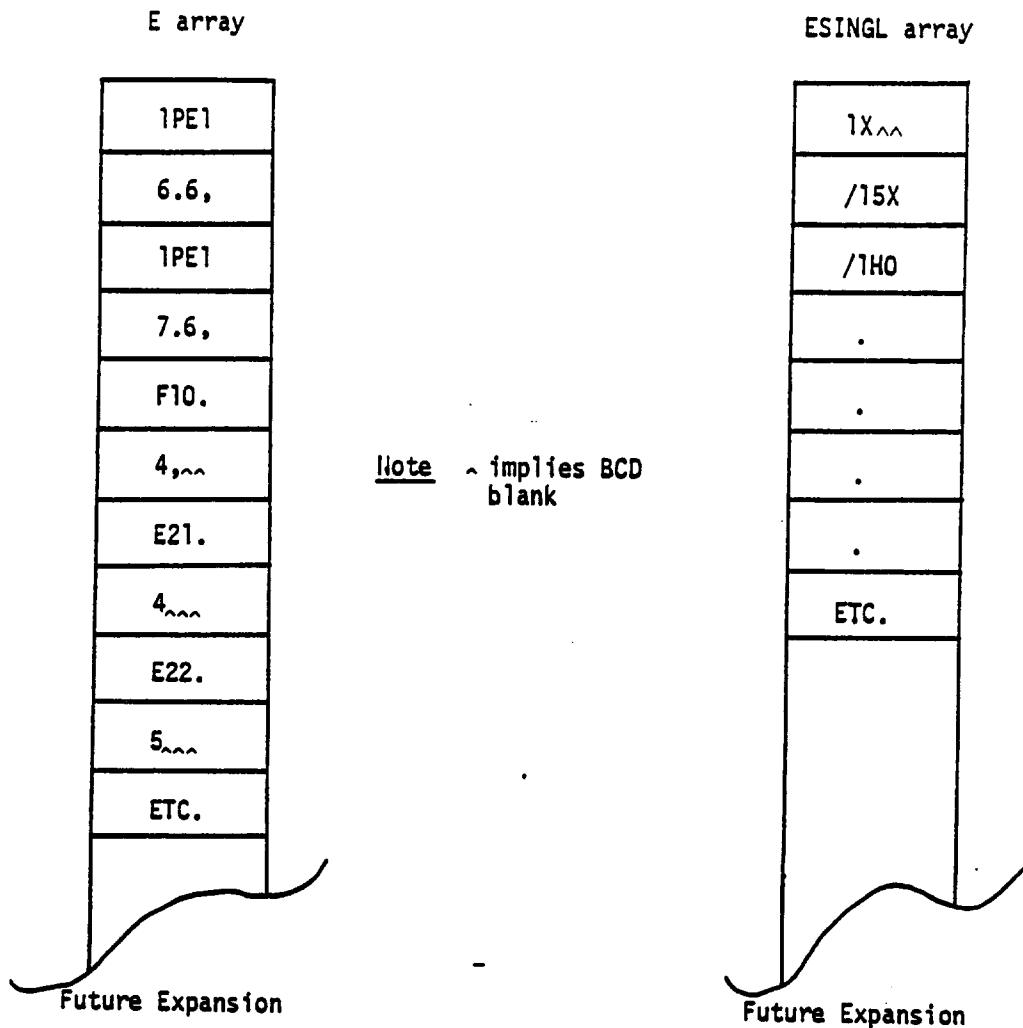 E array
1PE1
6.6,
1PE1
7.6,
F10.
4,^^
E21.
4^^^
E22.
5^^^
ETC.
Future Expansion
Note ^ implies BCD
blank
ESINGL array
1X^^
/15X
/1H0
.
.
.
.
ETC.
Future Expansion